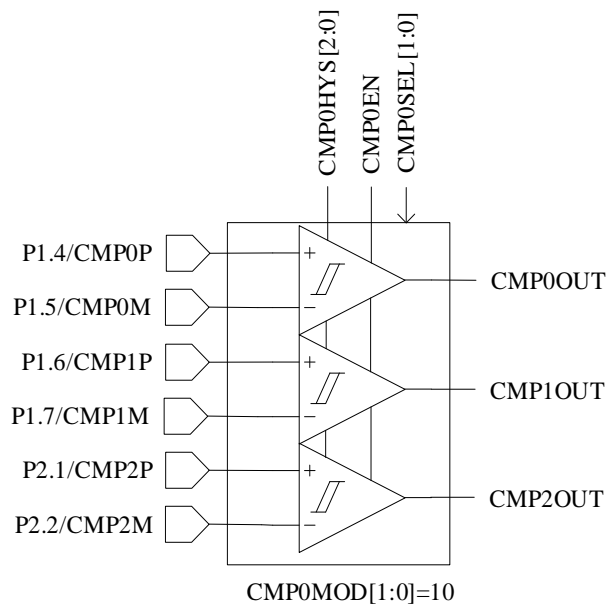 CMP0HYS[2:0]
CMP0EN
CMP0SEL[1:0]
P1.4/CMP0P
+
CMP0OUT
P1.5/CMP0M
−
P1.6/CMP1P
+
CMP1OUT
P1.7/CMP1M
−
P2.1/CMP2P
+
CMP2OUT
P2.2/CMP2M
−
CMP0MOD[1:0]=10